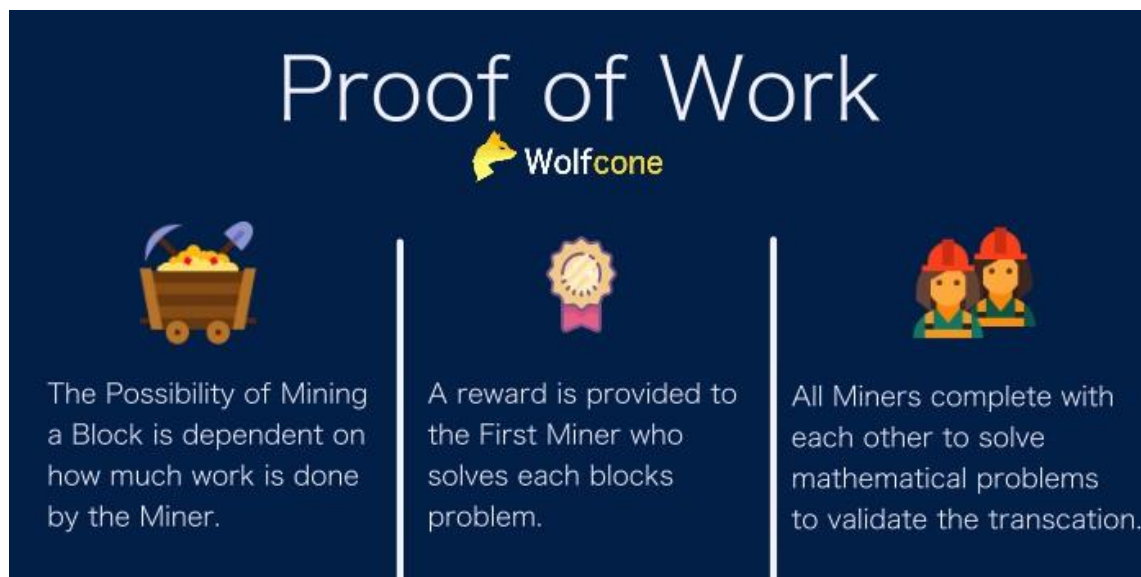 Proof of Work
Wolfcone
The Possibility of Mining
a Block is dependent on
how much work is done
by the Miner.
A reward is provided to
the First Miner who
solves each blocks
problem.
All Miners complete with
each other to solve
mathematical problems
to validate the transcation.